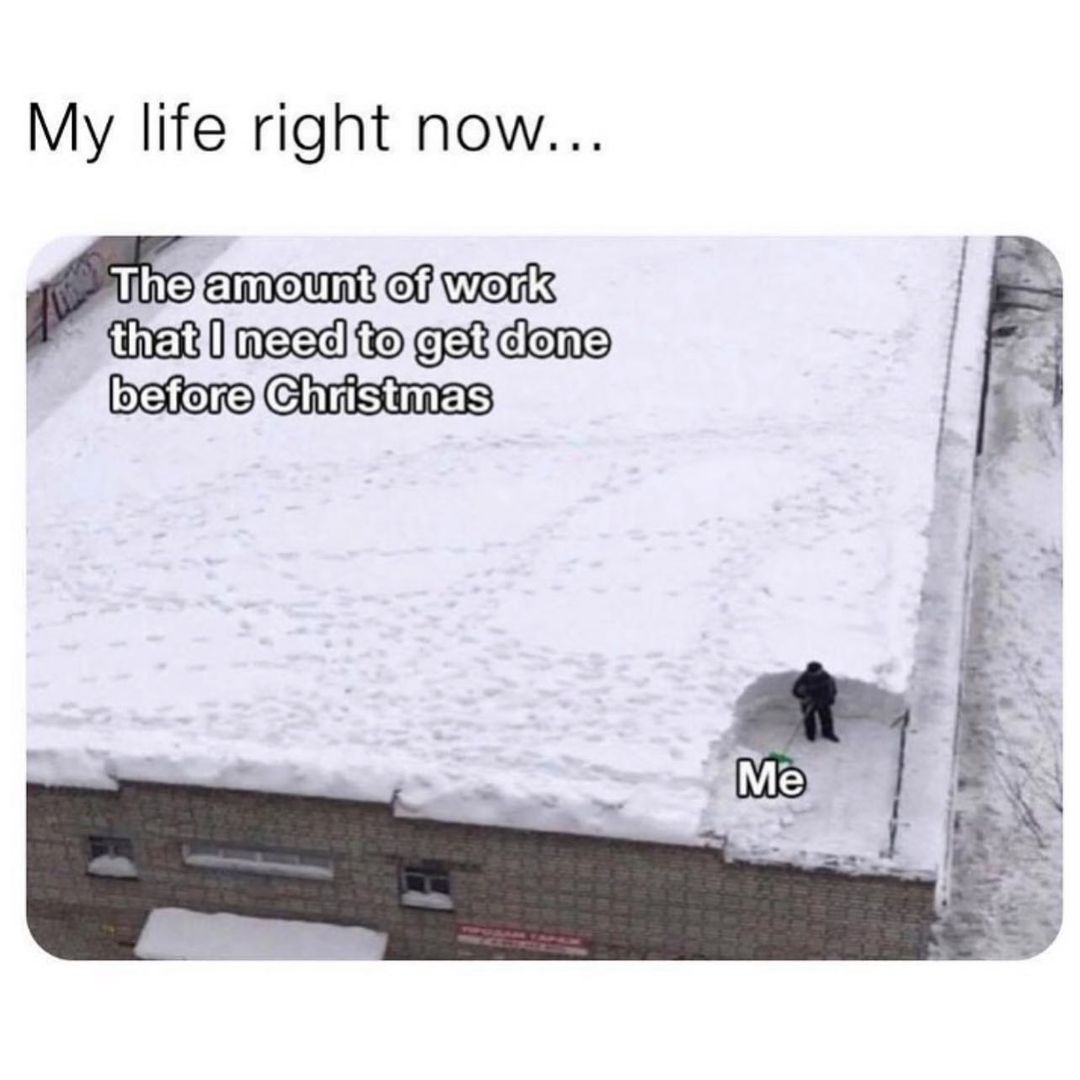 My life right now...
The amount of work
that I need to get done
before Christmas
Me